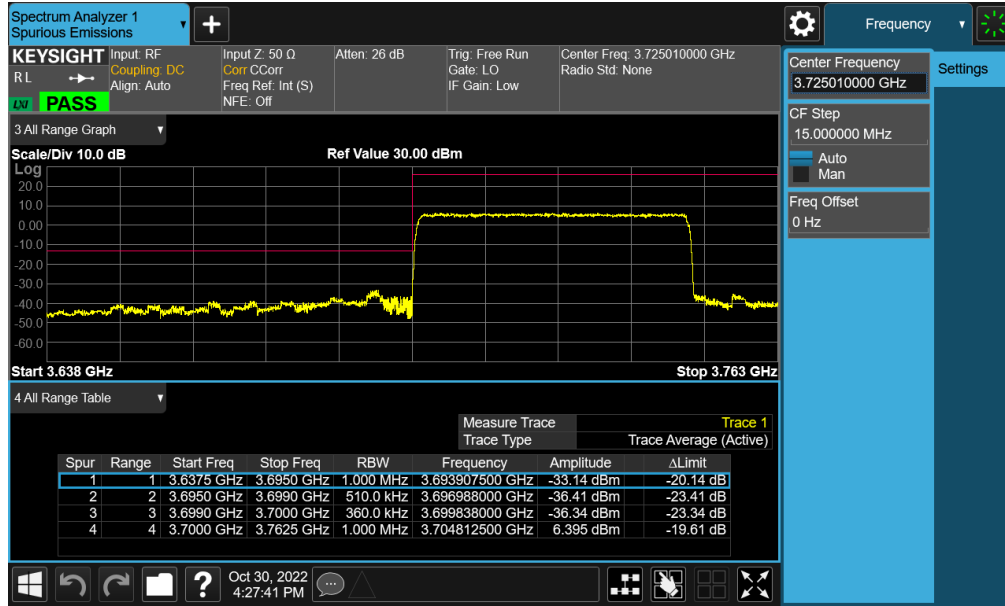 Spectrum Analyzer 1
Spurious Emissions
+
Frequency
KEYSIGHT
Input: RF
Input Z: 50 Ω
Atten: 26 dB
Trig: Free Run
Center Freq: 3.725010000 GHz
R L
Coupling: DC
Corr CCorr
Gate: LO
Radio Std: None
Align: Auto
Freq Ref: Int (S)
IF Gain: Low
NFE: Off
LXI
PASS
Center Frequency
3.725010000 GHz
Settings
CF Step
15.000000 MHz
Auto
Man
Freq Offset
0 Hz
3 All Range Graph
Scale/Div 10.0 dB
Ref Value 30.00 dBm
Log
20.0
10.0
0.00
-10.0
-20.0
-30.0
-40.0
-50.0
-60.0
Start 3.638 GHz
Stop 3.763 GHz
4 All Range Table
Measure Trace Trace 1
Trace Type Trace Average (Active)
Spur Range Start Freq Stop Freq RBW Frequency Amplitude ΔLimit
1 1 3.6375 GHz 3.6950 GHz 1.000 MHz 3.693907500 GHz -33.14 dBm -20.14 dB
2 2 3.6950 GHz 3.6990 GHz 510.0 kHz 3.696988000 GHz -36.41 dBm -23.41 dB
3 3 3.6990 GHz 3.7000 GHz 360.0 kHz 3.699838000 GHz -36.34 dBm -23.34 dB
4 4 3.7000 GHz 3.7625 GHz 1.000 MHz 3.704812500 GHz 6.395 dBm -19.61 dB
?
Oct 30, 2022
4:27:41 PM